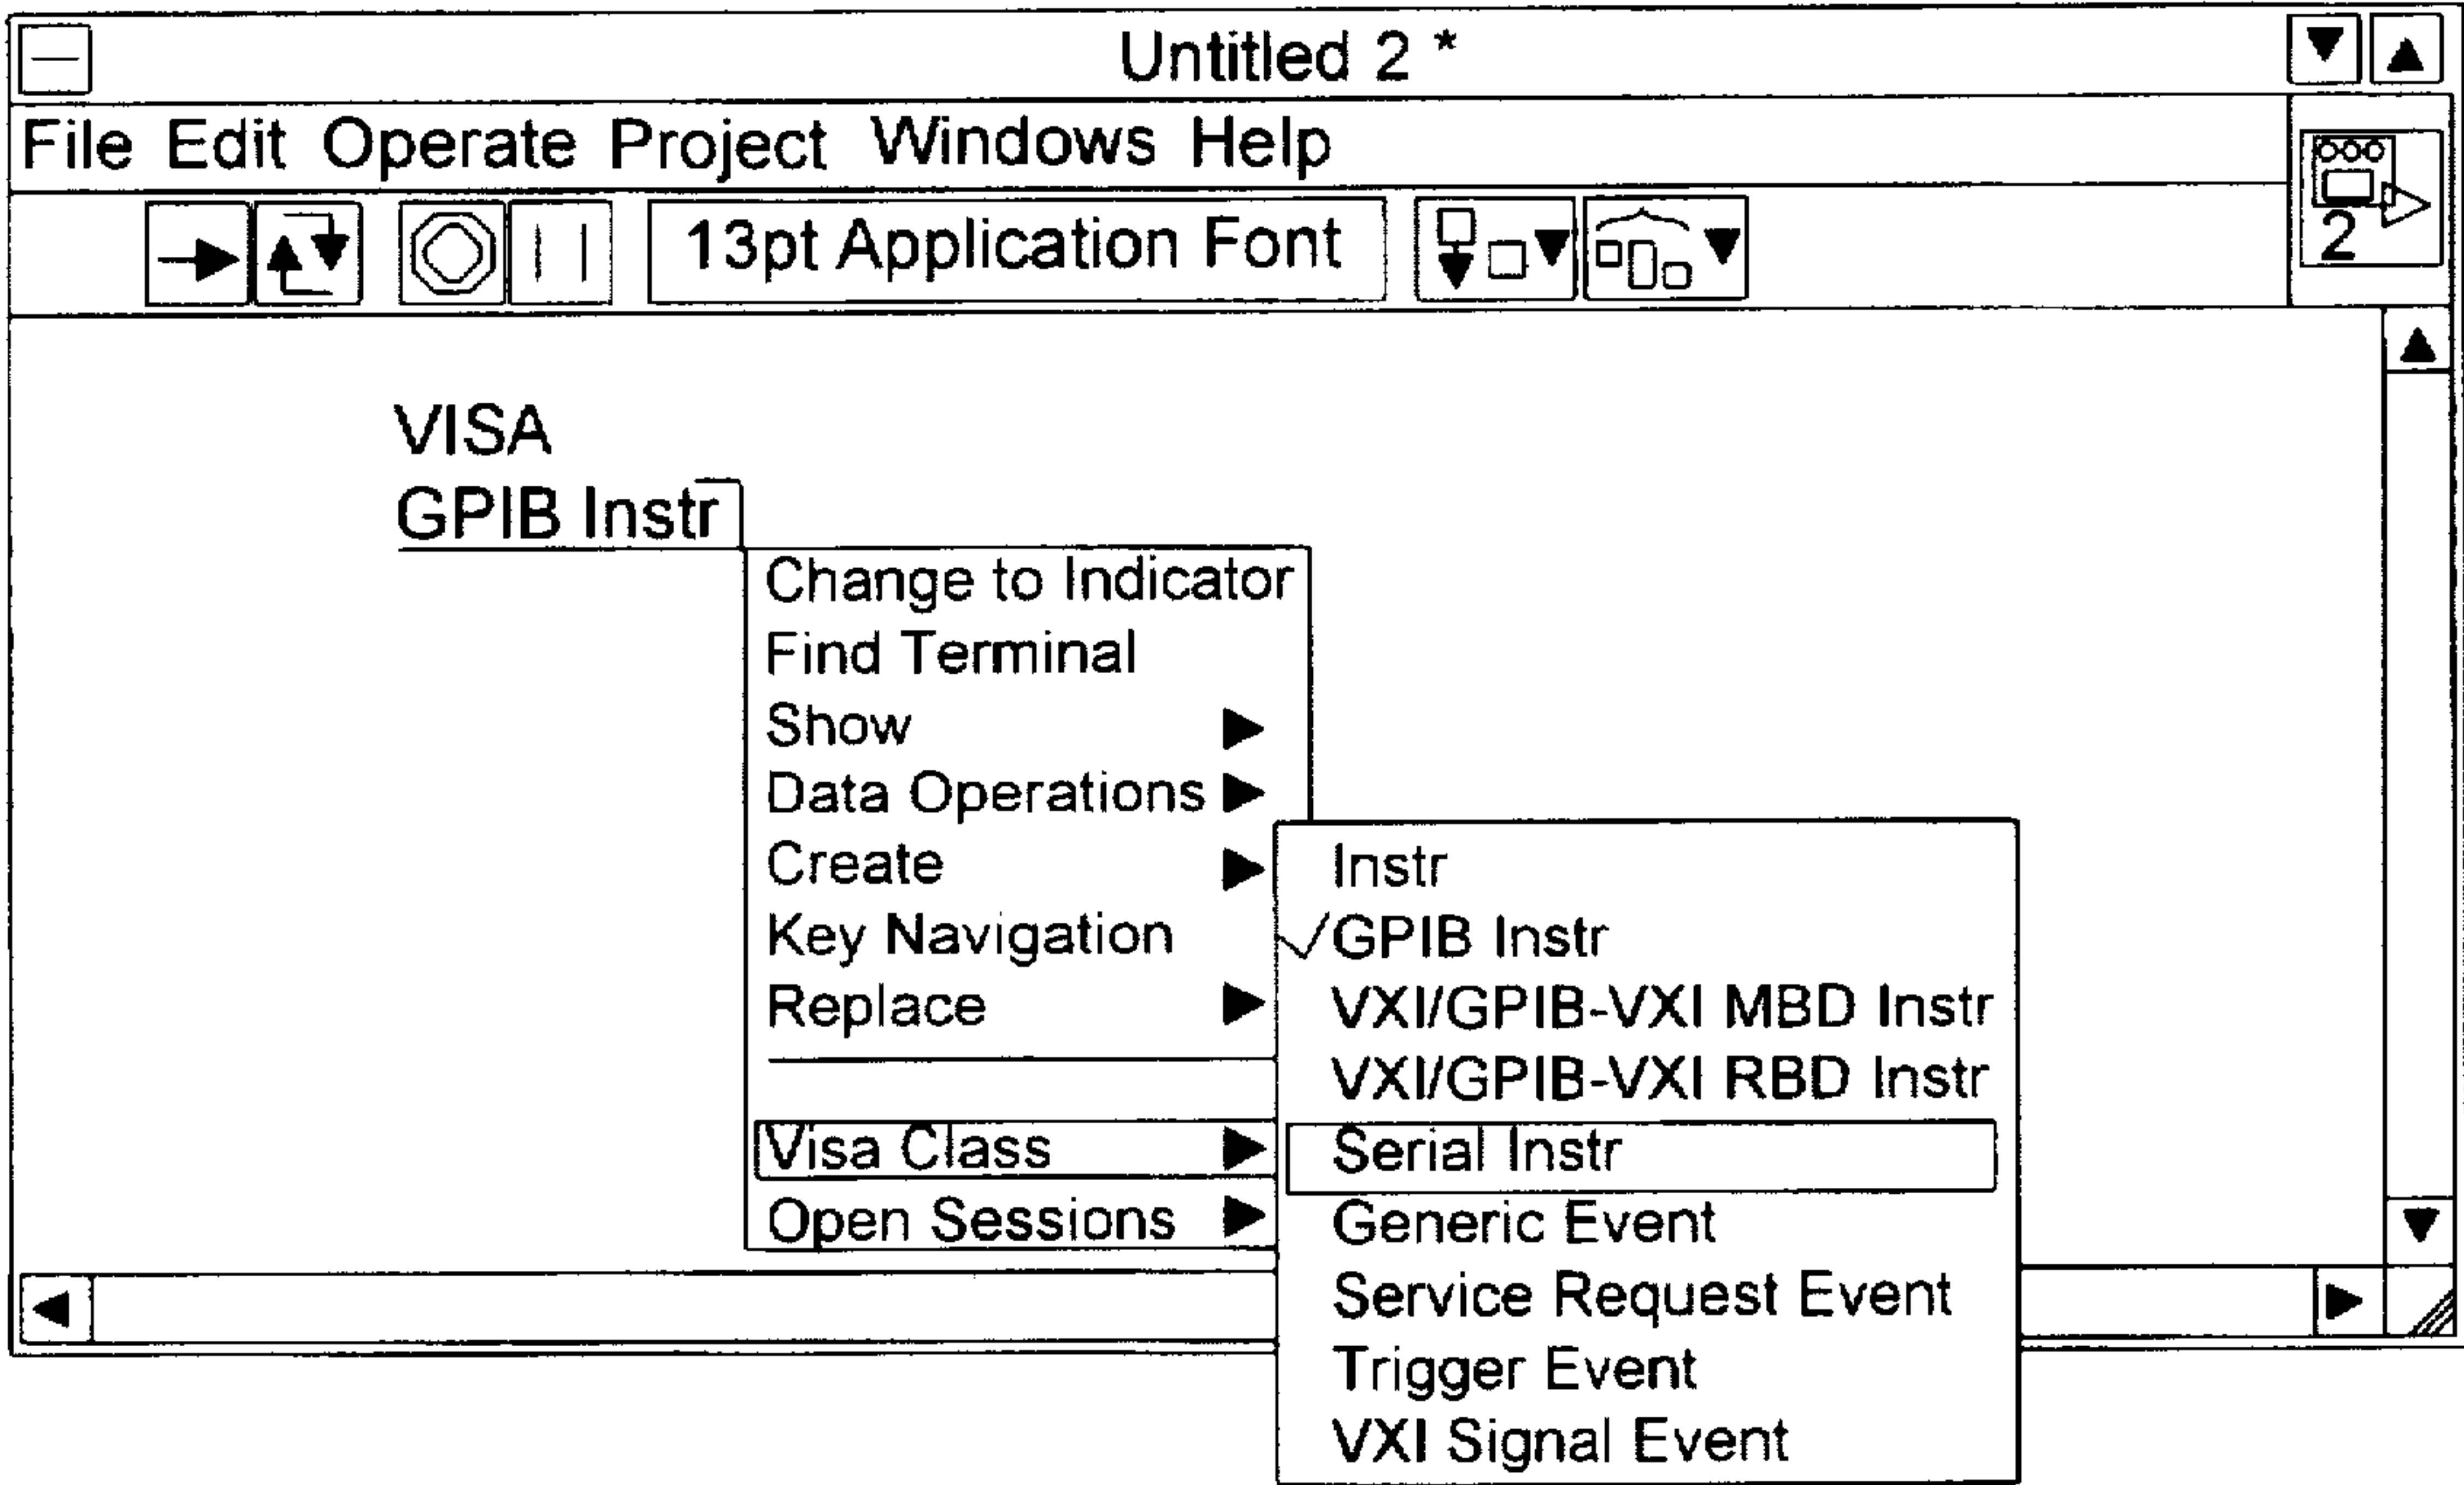 Untitled 2 *
File Edit Operate Project Windows Help
13pt Application Font
2
VISA
GPIB Instr
Change to Indicator
Find Terminal
Show
Data Operations
Create
Key Navigation
Replace
Visa Class
Open Sessions
Instr
GPIB Instr
VXI/GPIB-VXI MBD Instr
VXI/GPIB-VXI RBD Instr
Serial Instr
Generic Event
Service Request Event
Trigger Event
VXI Signal Event